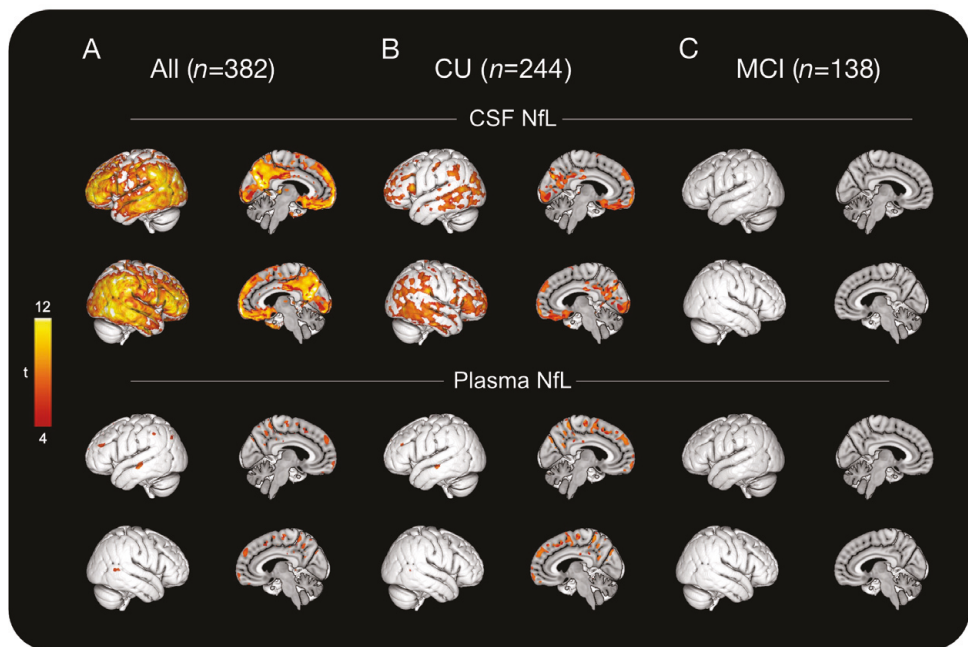 A
B
C
All (n=382)
CU (n=244)
MCI (n=138)
CSF NfL
12
t
4
Plasma NfL